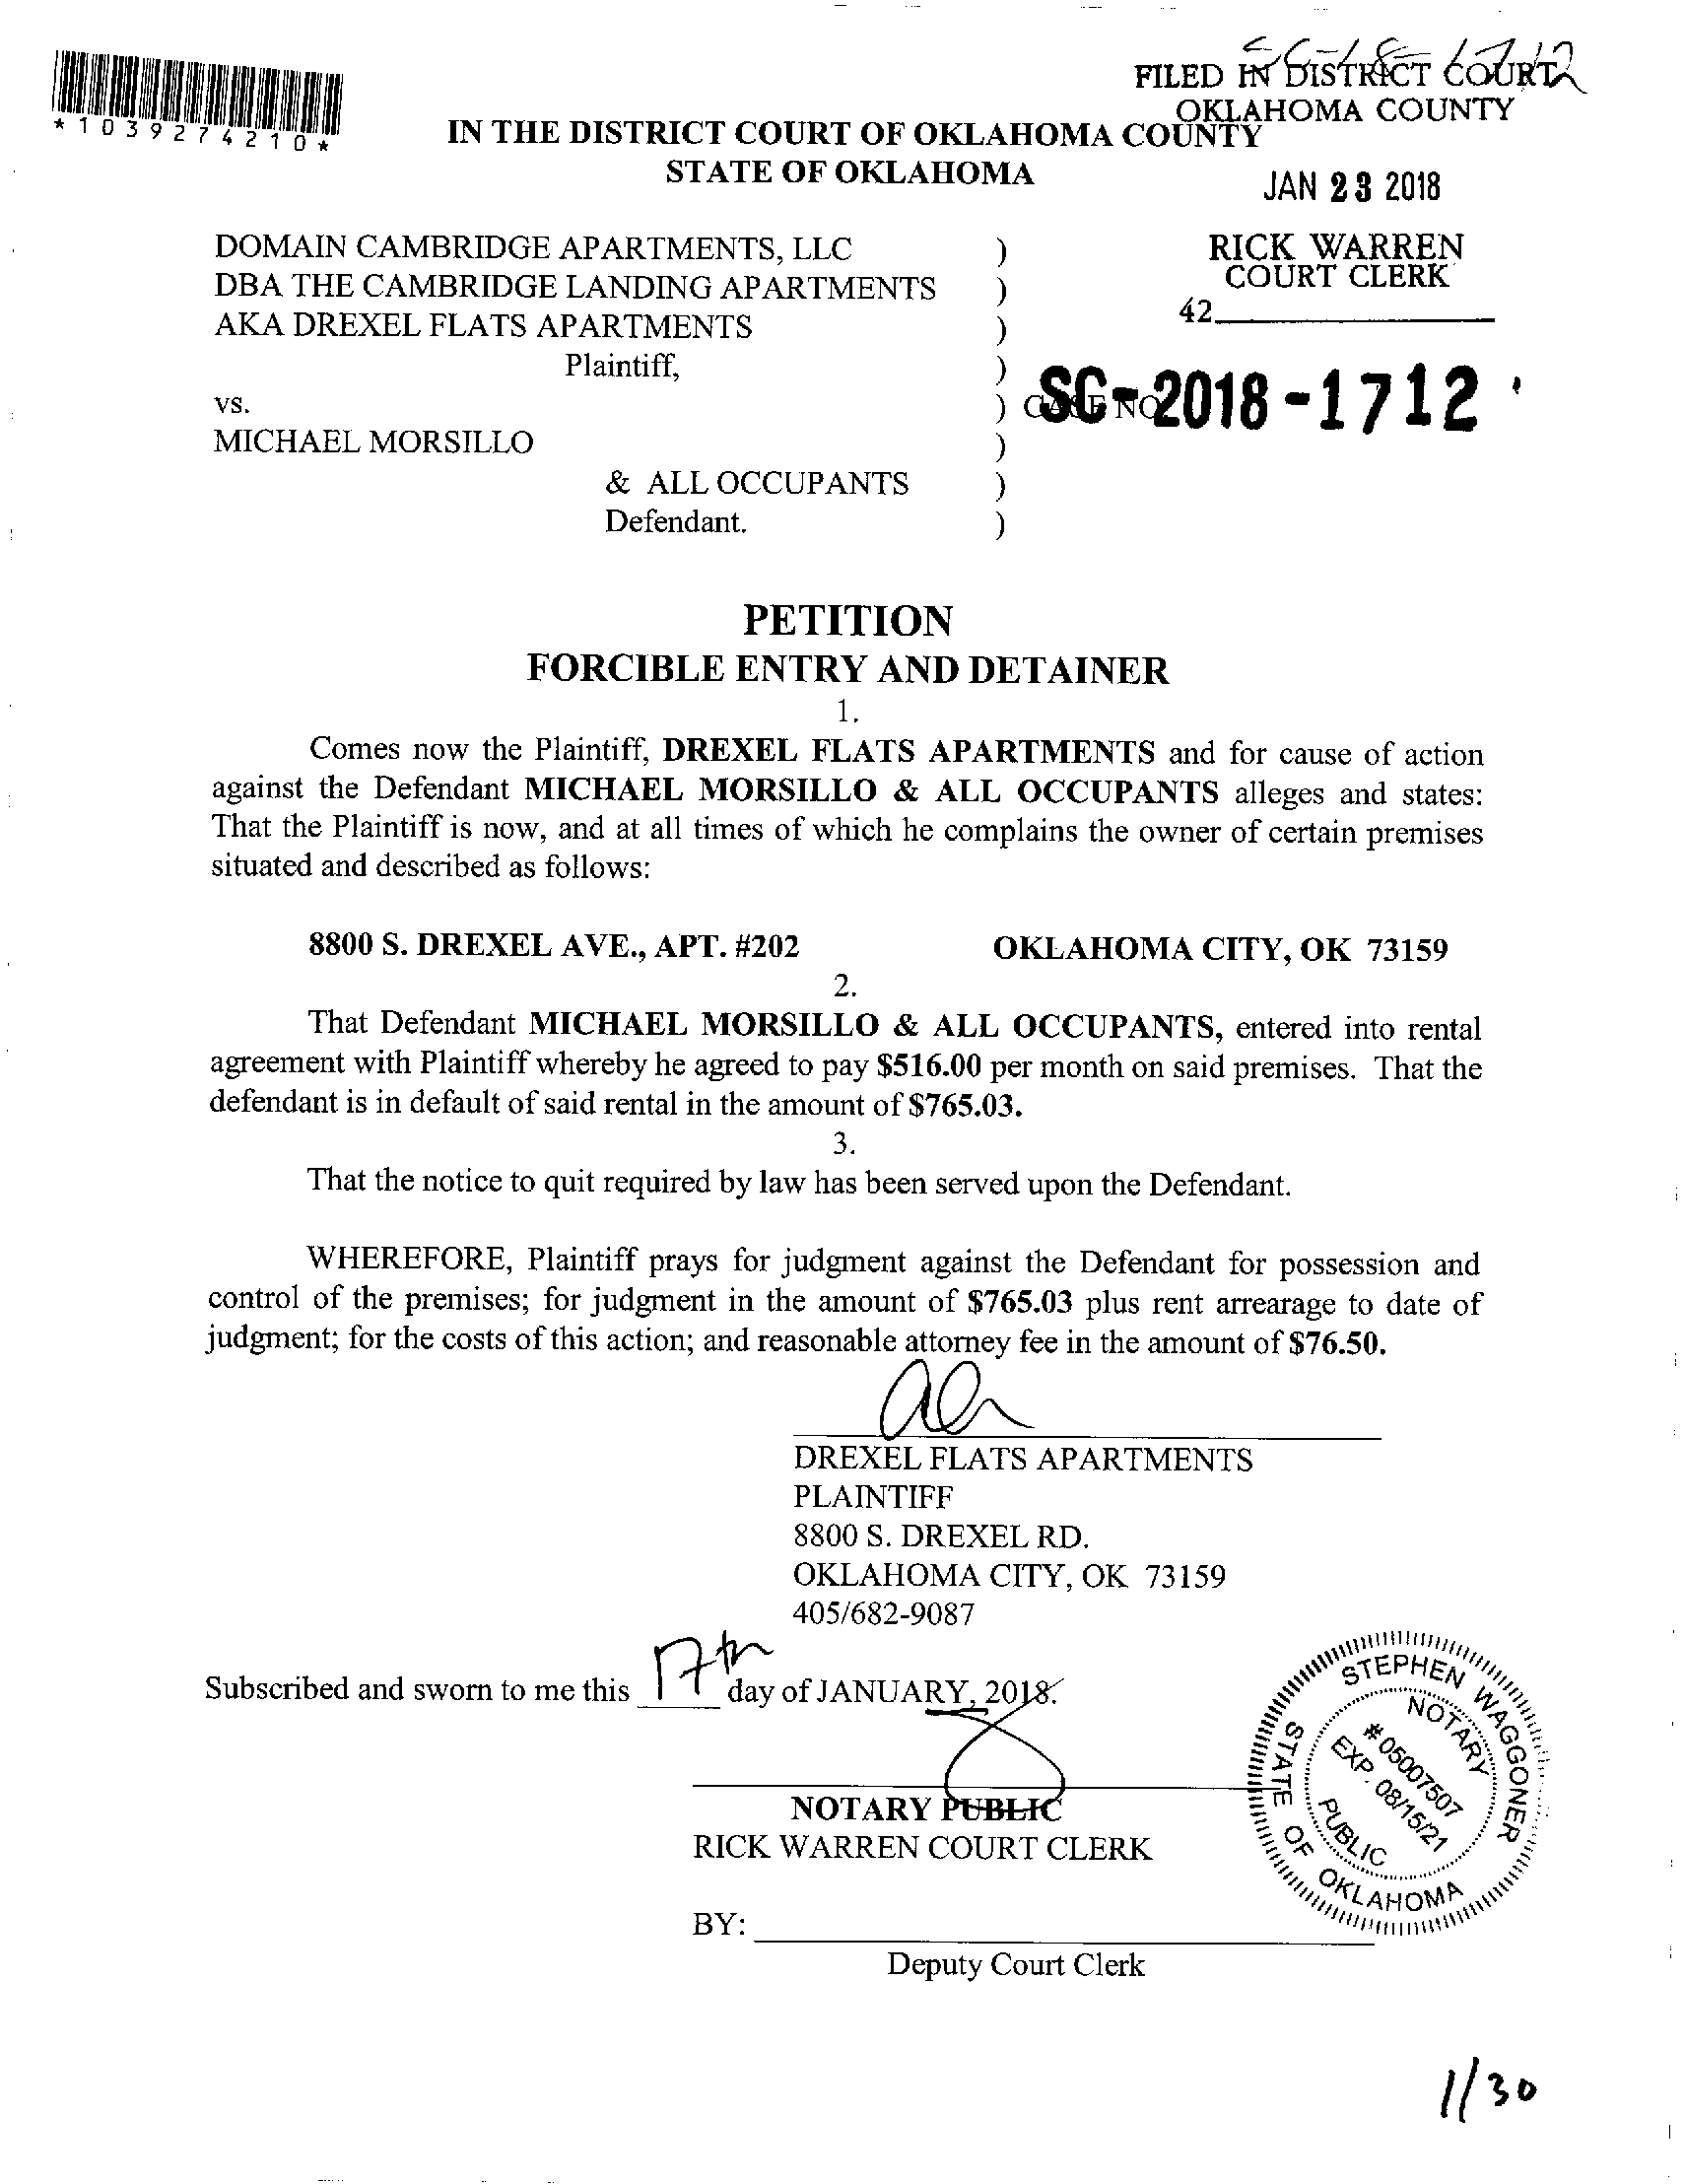 SC-18-1712
FILED IN DISTRICT COURT
OKLAHOMA COUNTY
*1039274210*
IN THE DISTRICT COURT OF OKLAHOMA COUNTY
STATE OF OKLAHOMA
JAN 23 2018
RICK WARREN
COURT CLERK
42
DOMAIN CAMBRIDGE APARTMENTS, LLC )
DBA THE CAMBRIDGE LANDING APARTMENTS )
AKA DREXEL FLATS APARTMENTS )
Plaintiff, )
vs. ) CASE NO. SC-2018-1712
MICHAEL MORSILLO )
& ALL OCCUPANTS )
Defendant. )
PETITION
FORCIBLE ENTRY AND DETAINER
1.
Comes now the Plaintiff, DREXEL FLATS APARTMENTS and for cause of action
against the Defendant MICHAEL MORSILLO & ALL OCCUPANTS alleges and states:
That the Plaintiff is now, and at all times of which he complains the owner of certain premises
situated and described as follows:
8800 S. DREXEL AVE., APT. #202 OKLAHOMA CITY, OK 73159
2.
That Defendant MICHAEL MORSILLO & ALL OCCUPANTS, entered into rental
agreement with Plaintiff whereby he agreed to pay $516.00 per month on said premises. That the
defendant is in default of said rental in the amount of $765.03.
3.
That the notice to quit required by law has been served upon the Defendant.
WHEREFORE, Plaintiff prays for judgment against the Defendant for possession and
control of the premises; for judgment in the amount of $765.03 plus rent arrearage to date of
judgment; for the costs of this action; and reasonable attorney fee in the amount of $76.50.
DREXEL FLATS APARTMENTS
PLAINTIFF
8800 S. DREXEL RD.
OKLAHOMA CITY, OK 73159
405/682-9087
Subscribed and sworn to me this 17th day of JANUARY, 2018.
NOTARY PUBLIC
RICK WARREN COURT CLERK
BY:
Deputy Court Clerk
STEPHEN WAGGONER
NOTARY
# 05007507
EXP. 08/15/21
PUBLIC
STATE OF OKLAHOMA
1/30